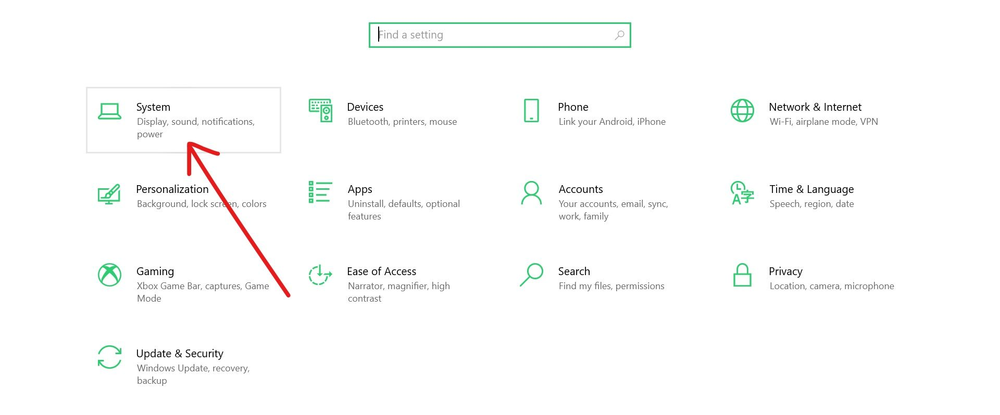 Find a setting
System
Display, sound, notifications,
power
Devices
Bluetooth, printers, mouse
Phone
Link your Android, iPhone
Network & Internet
Wi-Fi, airplane mode, VPN
Personalization
Background, lock screen, colors
Apps
Uninstall, defaults, optional
features
Accounts
Your accounts, email, sync,
work, family
Time & Language
Speech, region, date
Gaming
Xbox Game Bar, captures, Game
Mode
Ease of Access
Narrator, magnifier, high
contrast
Search
Find my files, permissions
Privacy
Location, camera, microphone
Update & Security
Windows Update, recovery,
backup